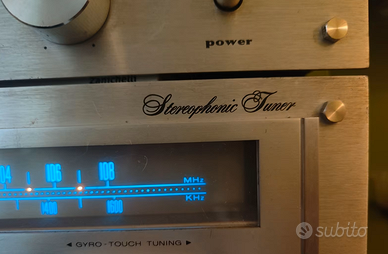 power
Stereophonic Tuner
104 106 108 MHz
1400 1600 KHz
◄ GYRO-TOUCH TUNING ►
subito